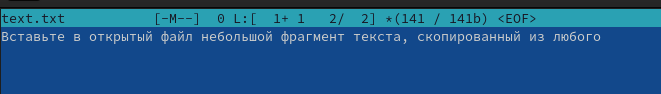 text.txt [-M--] 0 L:[ 1+ 1 2/ 2] *(141 / 141b) <EOF>
Вставьте в открытый файл небольшой фрагмент текста, скопированный из любого